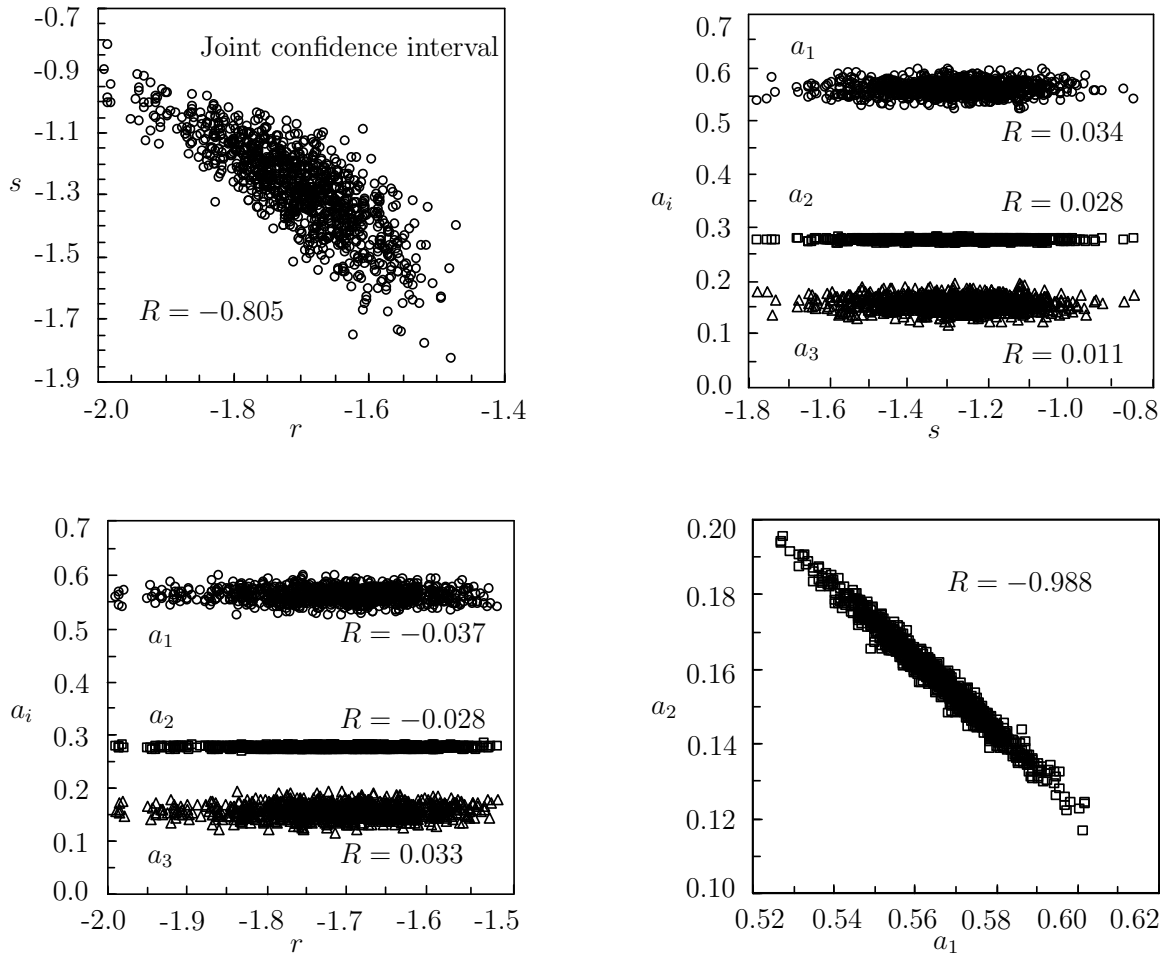 -0.7
Joint confidence interval
-0.9
-1.1
s
-1.3
-1.5
R = −0.805
-1.7
-1.9
-2.0 -1.8 -1.6 -1.4
r
0.7
a1
0.6
0.5
R = 0.034
0.4
ai
a2
R = 0.028
0.3
0.2
0.1
a3
R = 0.011
0.0
-1.8 -1.6 -1.4 -1.2 -1.0 -0.8
s
0.7
0.6
0.5
a1
R = −0.037
0.4
ai
a2
R = −0.028
0.3
0.2
0.1
a3
R = 0.033
0.0
-2.0 -1.9 -1.8 -1.7 -1.6 -1.5
r
0.20
R = −0.988
0.18
0.16
a2
0.14
0.12
0.10
0.52 0.54 0.56 0.58 0.60 0.62
a1